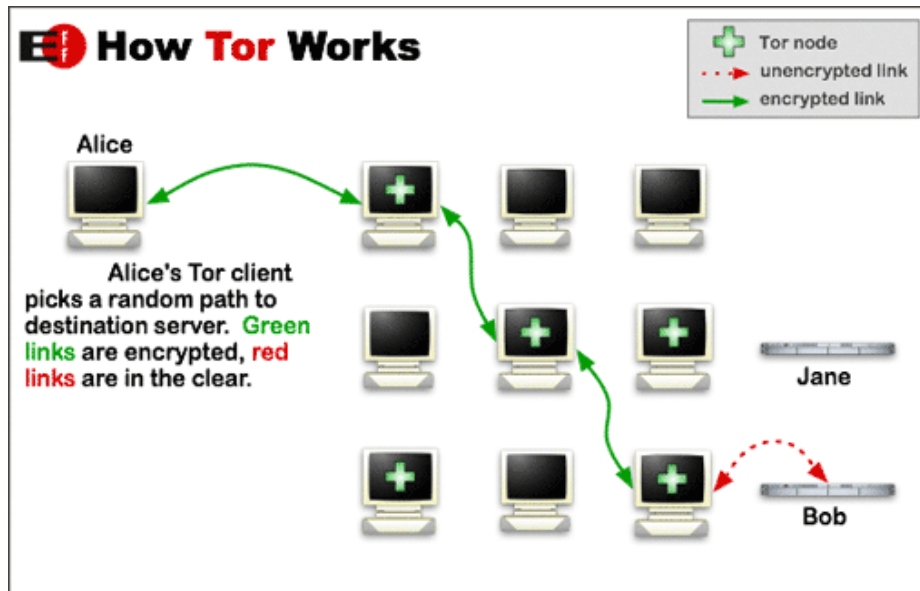 EFF How Tor Works
Tor node
unencrypted link
encrypted link
Alice
Alice's Tor client
picks a random path to
destination server. Green
links are encrypted, red
links are in the clear.
Jane
Bob